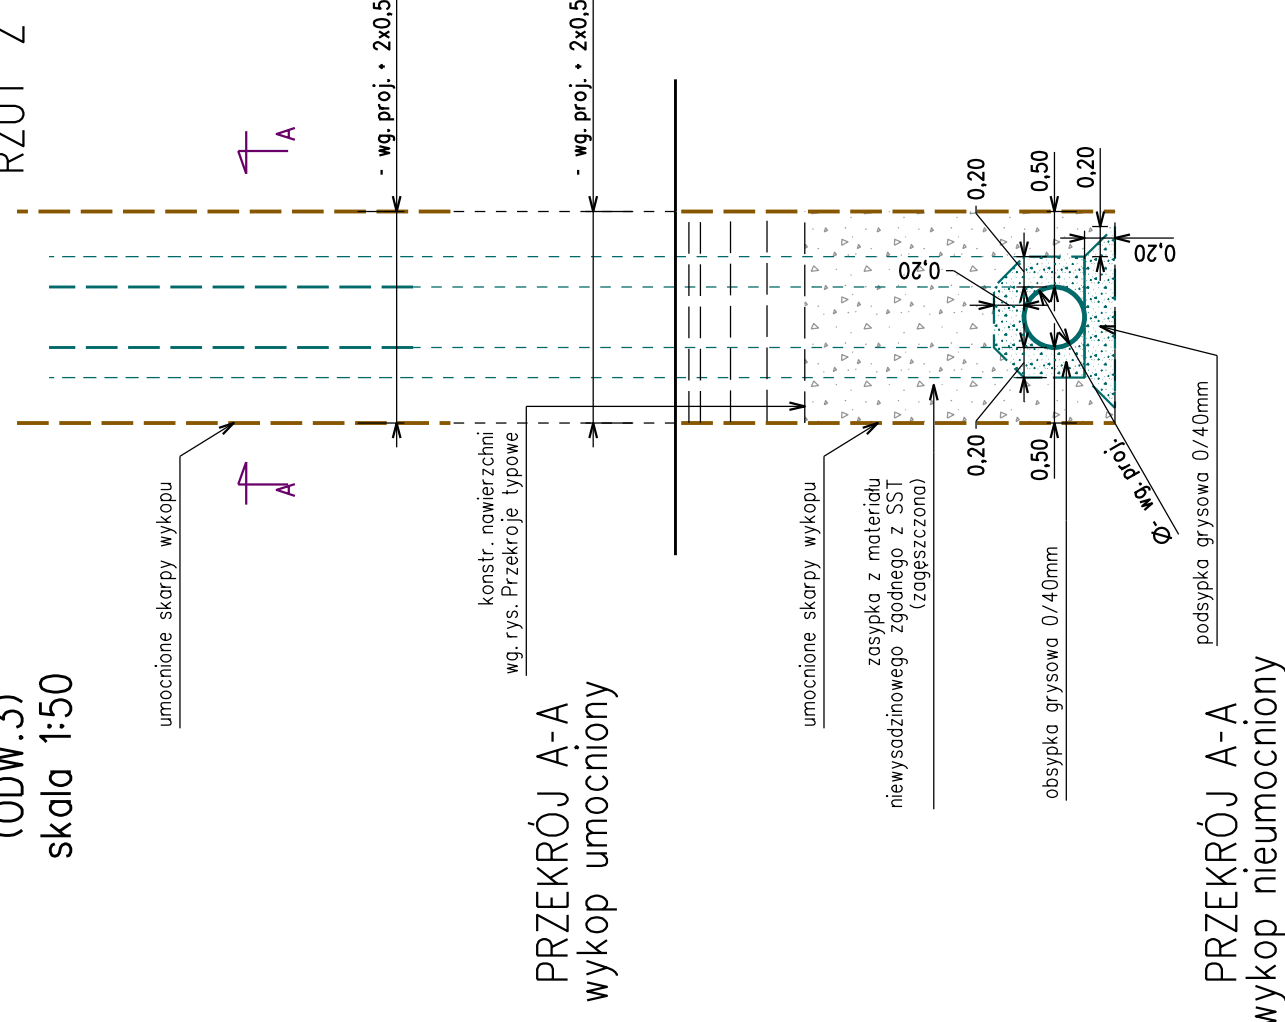 RZUT Z
(ODW.3)
skala 1:50
A
A
- wg. proj. + 2x0,5
- wg. proj. + 2x0,5
umocnione skarpy wykopu
konstr. nawierzchni
wg. rys. Przekroje typowe
PRZEKRÓJ A-A
wykop umocniony
umocnione skarpy wykopu
zasypka z materiału
niewysadzinowego zgodnego z SST
(zagęszczona)
0,20
0,50
0,20
0,20
0,20
0,20
0,50
Ø- wg. proj.
obsypka grysowa 0/40mm
podsypka grysowa 0/40mm
PRZEKRÓJ A-A
wykop nieumocniony